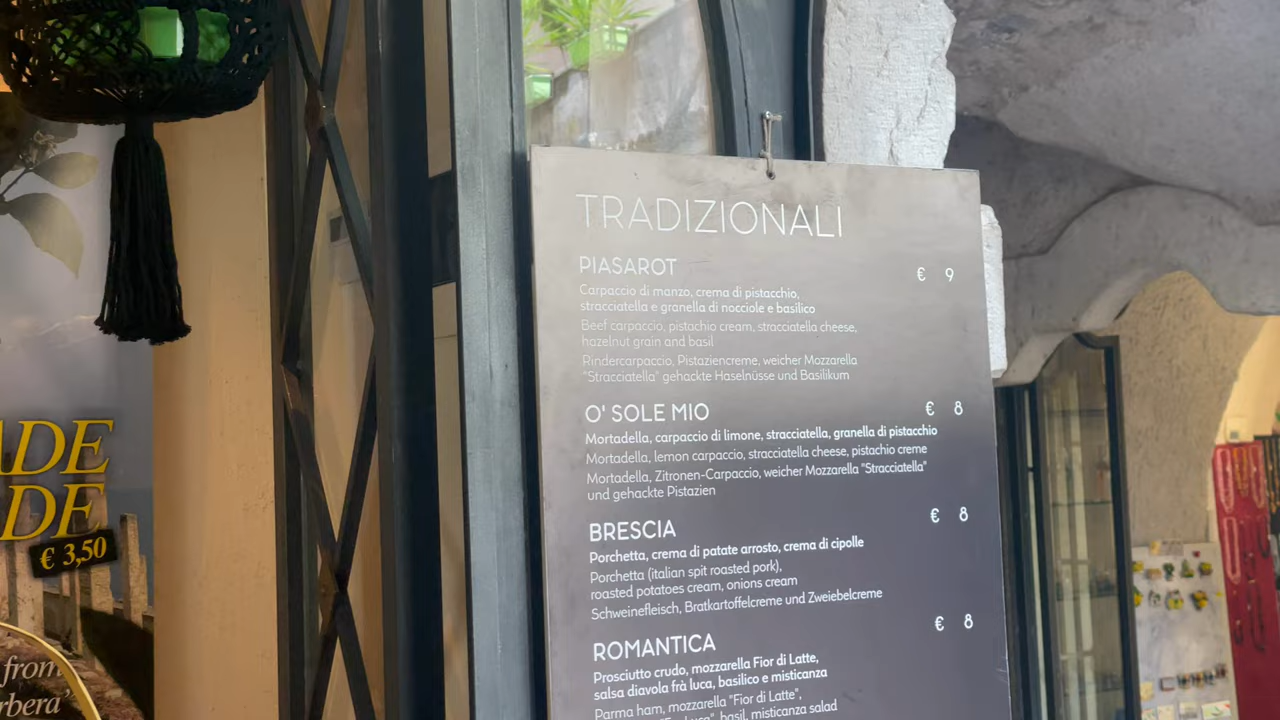 ADE
DE
€ 3,50
from
rbera'
TRADIZIONALI
PIASAROT € 9
Carpaccio di manzo, crema di pistacchio,
stracciatella e granella di nocciole e basilico
Beef carpaccio, pistachio cream, stracciatella cheese,
hazelnut grain and basil
Rindercarpaccio, Pistaziencreme, weicher Mozzarella
"Stracciatella" gehackte Haselnüsse und Basilikum
O' SOLE MIO € 8
Mortadella, carpaccio di limone, stracciatella, granella di pistacchio
Mortadella, lemon carpaccio, stracciatella cheese, pistachio creme
Mortadella, Zitronen-Carpaccio, weicher Mozzarella "Stracciatella"
und gehackte Pistazien
BRESCIA € 8
Porchetta, crema di patate arrosto, crema di cipolle
Porchetta (italian spit roasted pork),
roasted potatoes cream, onions cream
Schweinefleisch, Bratkartoffelcreme und Zweiebelcreme
ROMANTICA € 8
Prosciutto crudo, mozzarella Fior di Latte,
salsa diavola frà luca, basilico e misticanza
Parma ham, mozzarella "Fior di Latte",
basil, misticanza salad